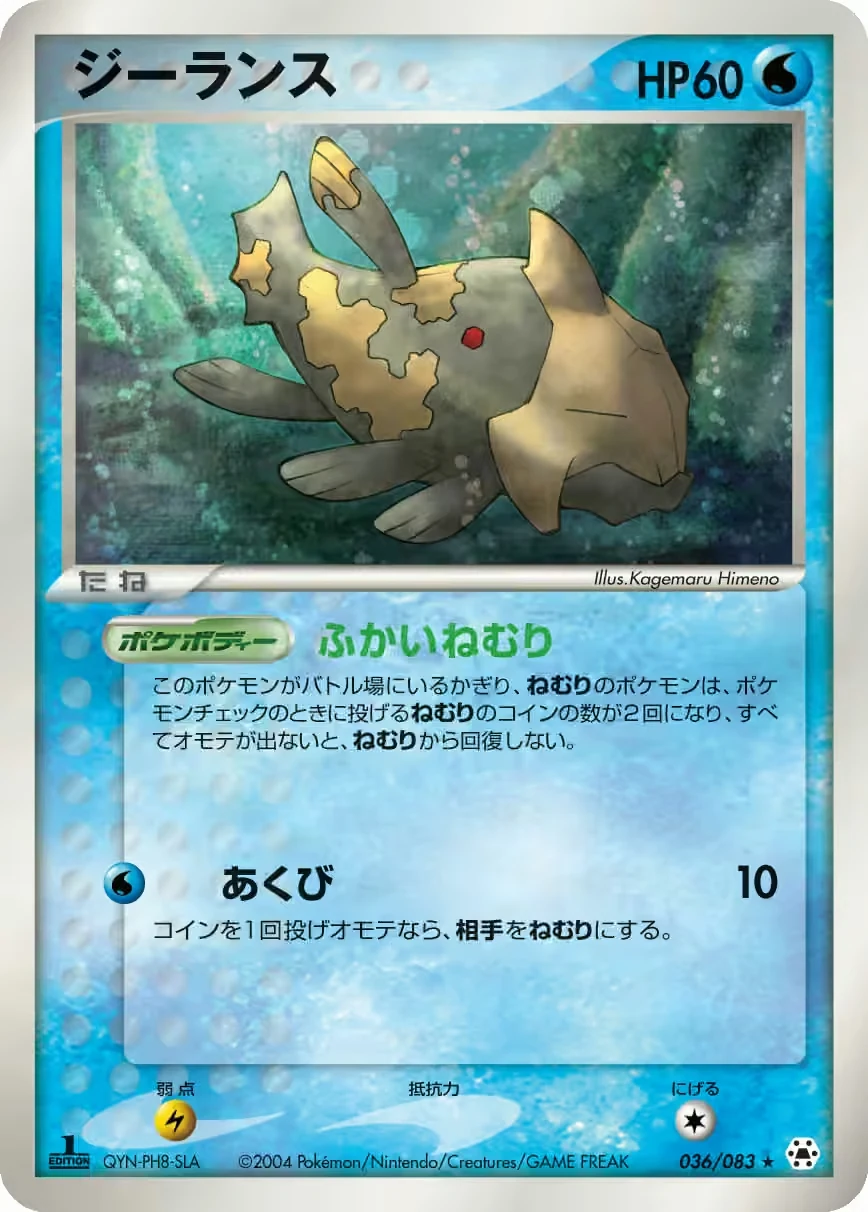 ジーランス
HP60
たね
Illus.Kagemaru Himeno
ポケボディー ふかいねむり
このポケモンがバトル場にいるかぎり、ねむりのポケモンは、ポケ
モンチェックのときに投げるねむりのコインの数が2回になり、すべ
てオモテが出ないと、ねむりから回復しない。
あくび 10
コインを1回投げオモテなら、相手をねむりにする。
弱点 抵抗力 にげる
1 EDITION QYN-PH8-SLA ©2004 Pokémon/Nintendo/Creatures/GAME FREAK 036/083 ★